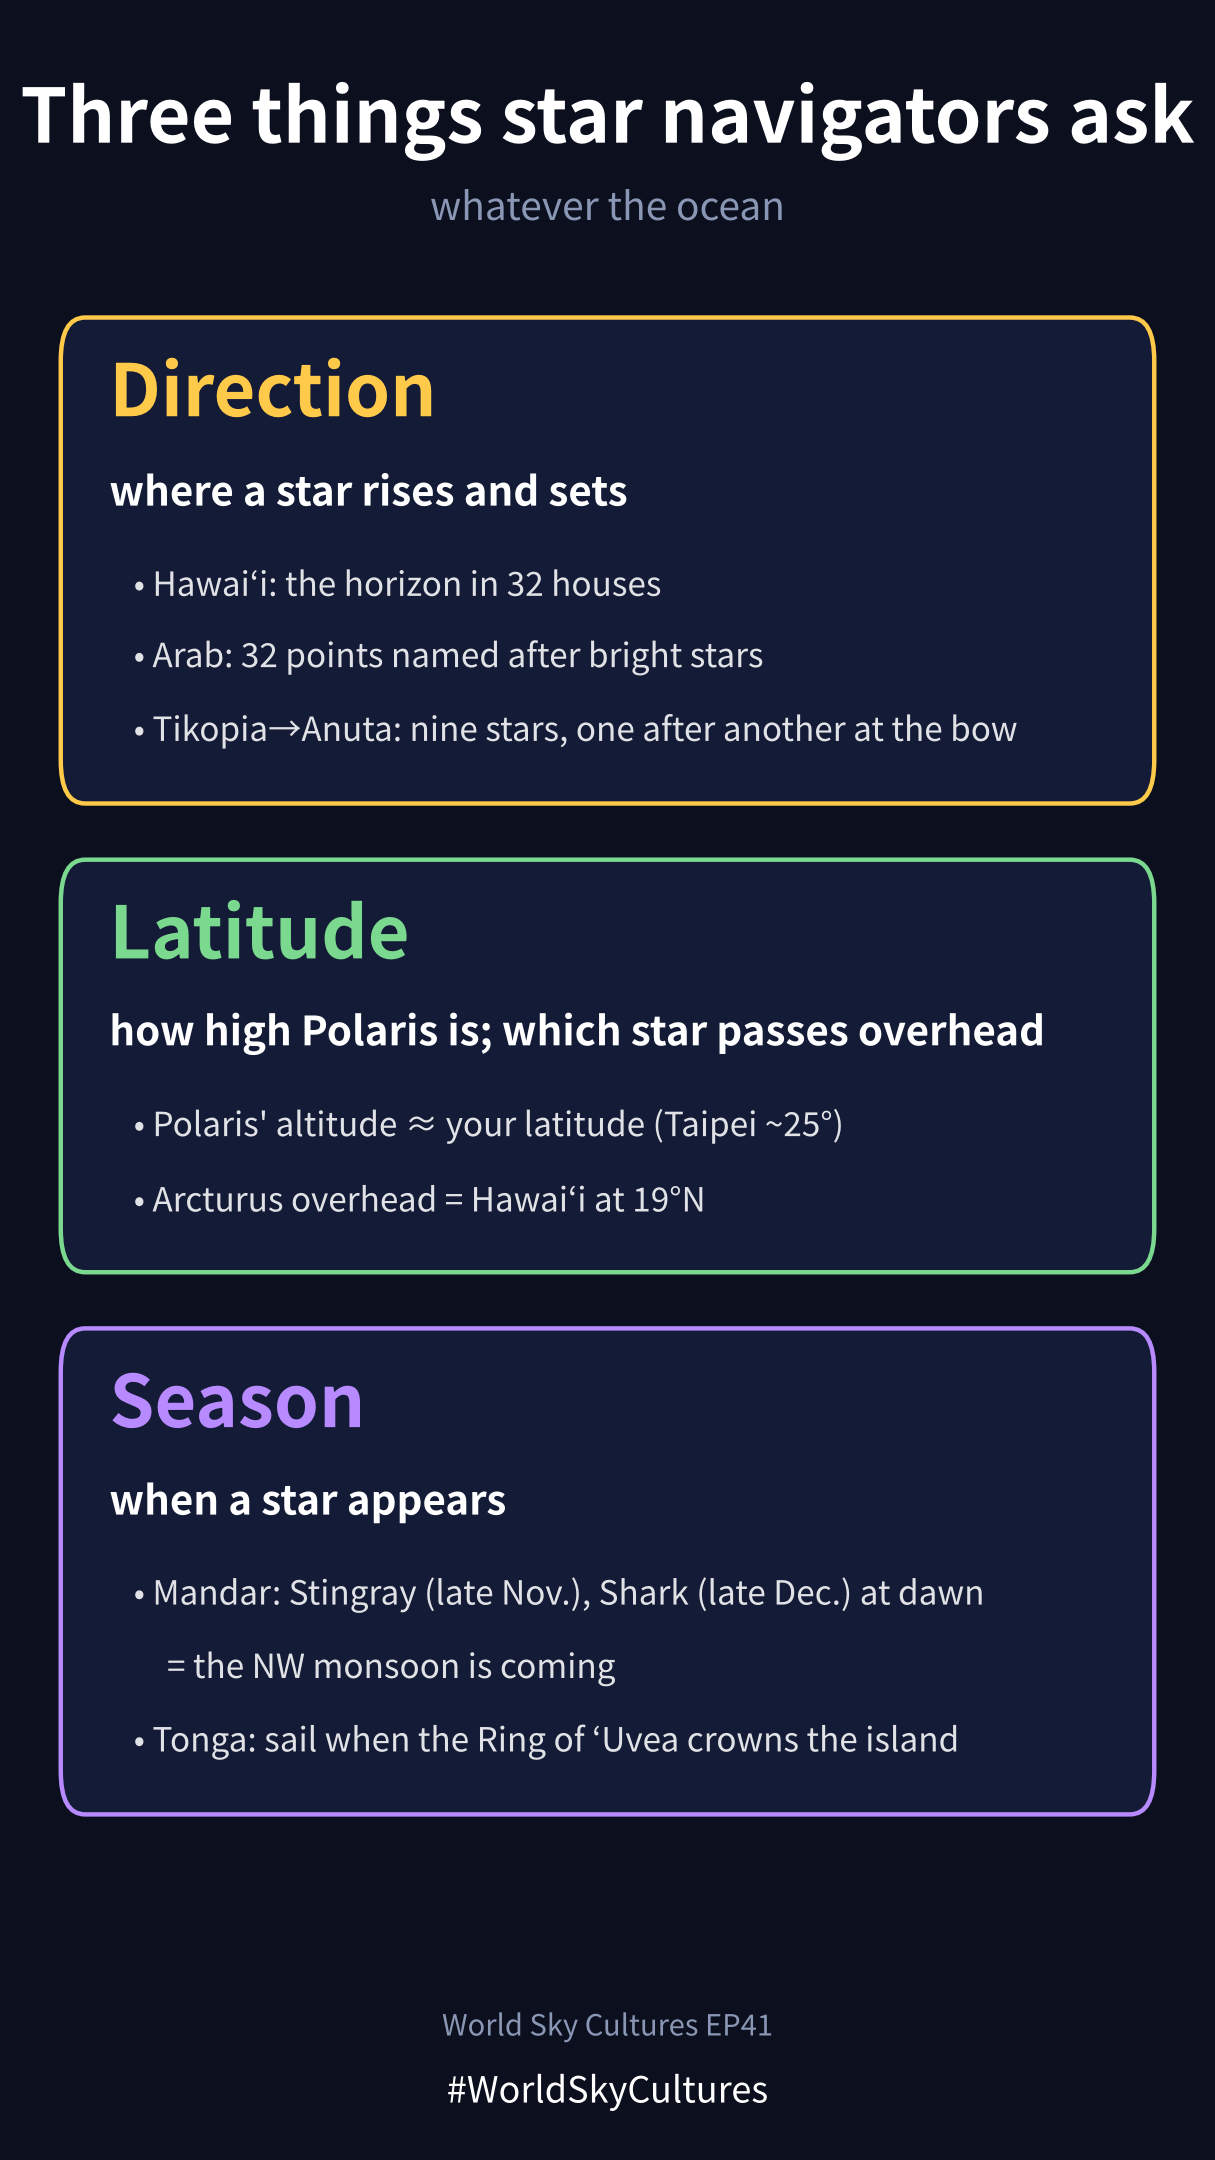 Three things star navigators ask
whatever the ocean
Direction
where a star rises and sets
• Hawaiʻi: the horizon in 32 houses
• Arab: 32 points named after bright stars
• Tikopia→Anuta: nine stars, one after another at the bow
Latitude
how high Polaris is; which star passes overhead
• Polaris' altitude ≈ your latitude (Taipei ~25°)
• Arcturus overhead = Hawaiʻi at 19°N
Season
when a star appears
• Mandar: Stingray (late Nov.), Shark (late Dec.) at dawn
= the NW monsoon is coming
• Tonga: sail when the Ring of ʻUvea crowns the island
World Sky Cultures EP41
#WorldSkyCultures